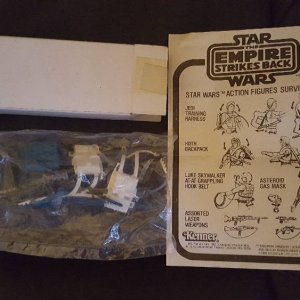 STAR
THE
EMPIRE
STRIKES BACK
WARS
STAR WARS™ ACTION FIGURES SURVI
JEDI
TRAINING
HARNESS
HOTH
BACKPACK
LUKE SKYWALKER
AT-AT GRAPPLING
HOOK BELT
ASTEROID
GAS MASK
ASSORTED
LASER
WEAPONS
Kenner